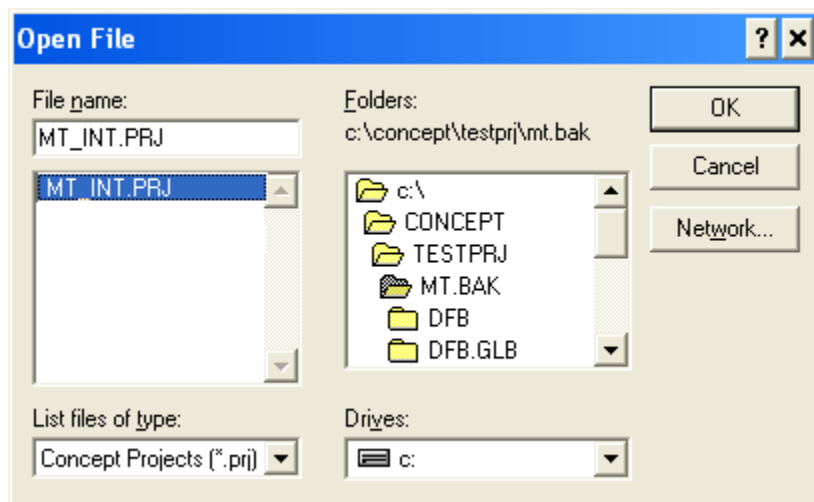 Open File
File name:
MT_INT.PRJ
MT_INT.PRJ
List files of type:
Concept Projects (*.prj)
Folders:
c:\concept\testprj\mt.bak
c:\
CONCEPT
TESTPRJ
MT.BAK
DFB
DFB.GLB
Drives:
c:
OK
Cancel
Network...